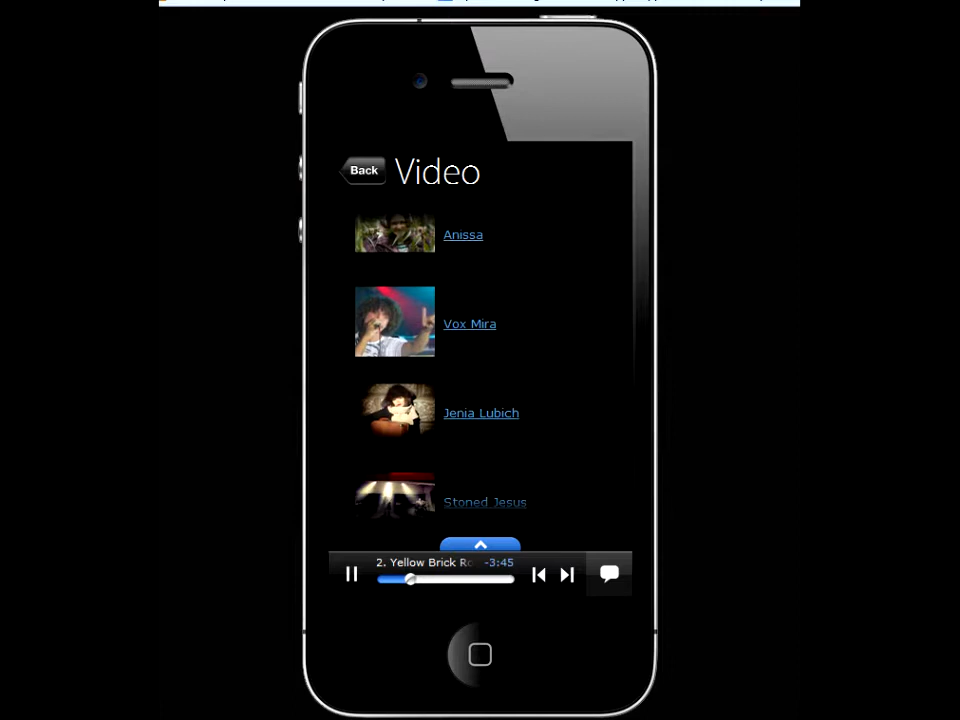 Back
Video
Anissa
Vox Mira
Jenia Lubich
Stoned Jesus
2. Yellow Brick Ro
-3:45